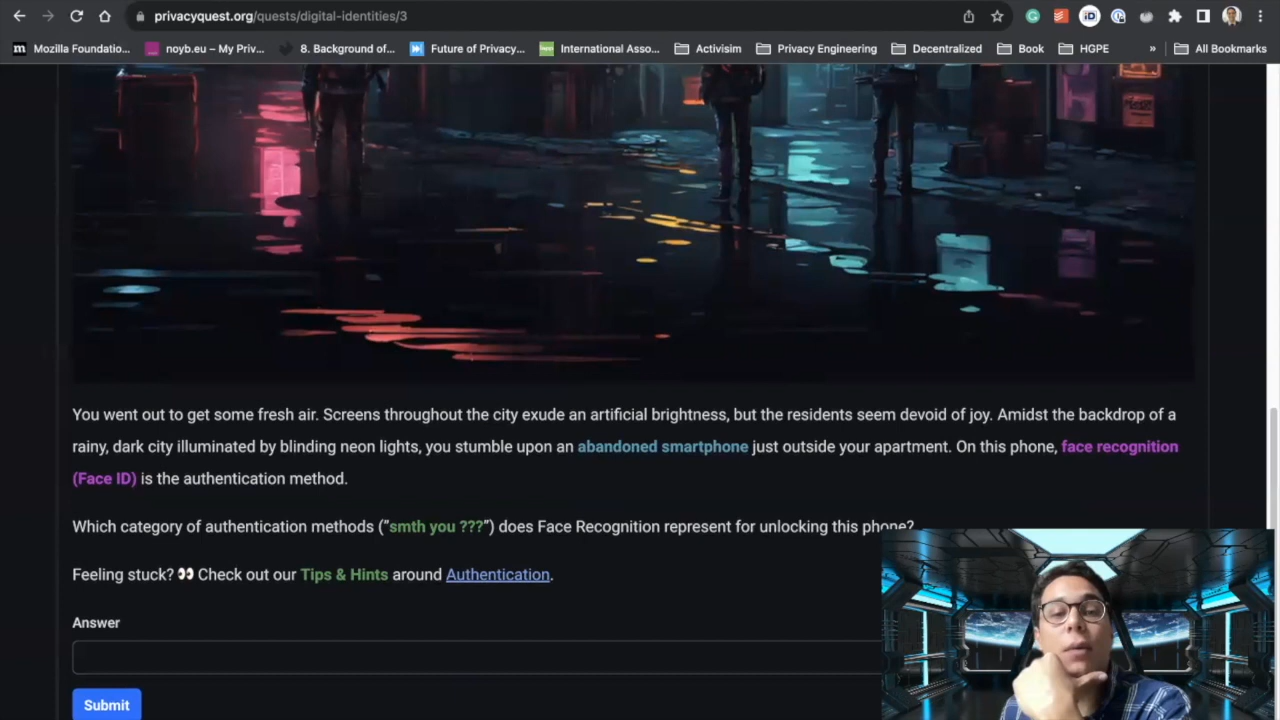 privacyquest.org/quests/digital-identities/3
Mozilla Foundatio... noyb.eu – My Priv... 8. Background of... Future of Privacy... International Asso... Activisim Privacy Engineering Decentralized Book HGPE » All Bookmarks
You went out to get some fresh air. Screens throughout the city exude an artificial brightness, but the residents seem devoid of joy. Amidst the backdrop of a
rainy, dark city illuminated by blinding neon lights, you stumble upon an abandoned smartphone just outside your apartment. On this phone, face recognition
(Face ID) is the authentication method.
Which category of authentication methods ("smth you ???") does Face Recognition represent for unlocking this phone?
Feeling stuck? 👀 Check out our Tips & Hints around Authentication.
Answer
Submit